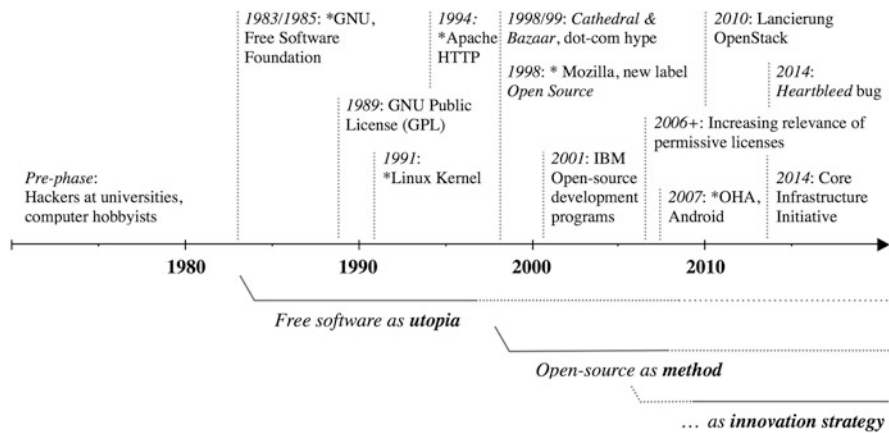 1983/1985: *GNU,
Free Software
Foundation
1994:
*Apache
HTTP
1998/99: Cathedral &
Bazaar, dot-com hype
1998: * Mozilla, new label
Open Source
2010: Lancierung
OpenStack
2014:
Heartbleed bug
1989: GNU Public
License (GPL)
2006+: Increasing relevance of
permissive licenses
Pre-phase:
Hackers at universities,
computer hobbyists
1991:
*Linux Kernel
2001: IBM
Open-source
development
programs
2007: *OHA,
Android
2014: Core
Infrastructure
Initiative
1980
1990
2000
2010
Free software as utopia
Open-source as method
… as innovation strategy